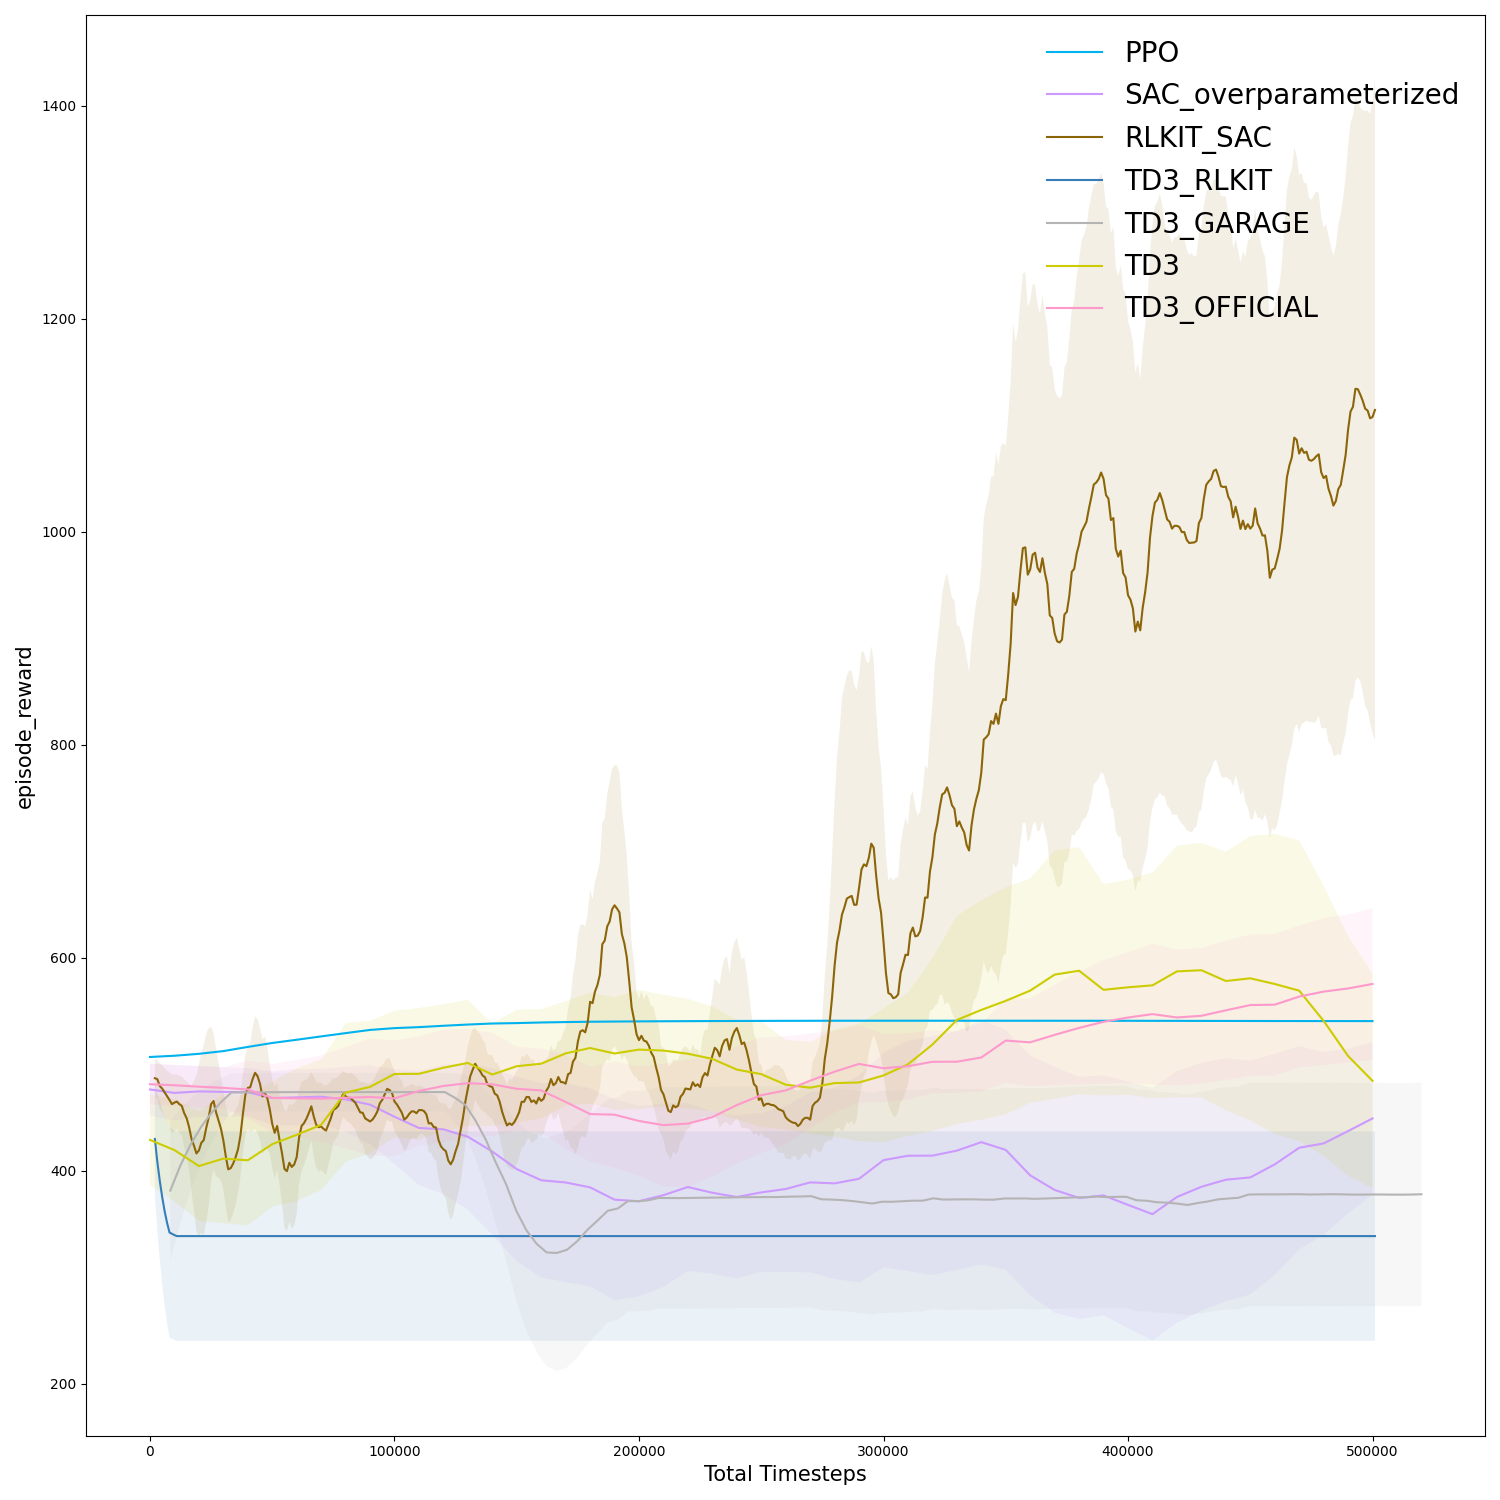 PPO
SAC_overparameterized
RLKIT_SAC
TD3_RLKIT
TD3_GARAGE
TD3
TD3_OFFICIAL
1400
1200
1000
800
600
400
200
episode_reward
0
100000
200000
300000
400000
500000
Total Timesteps